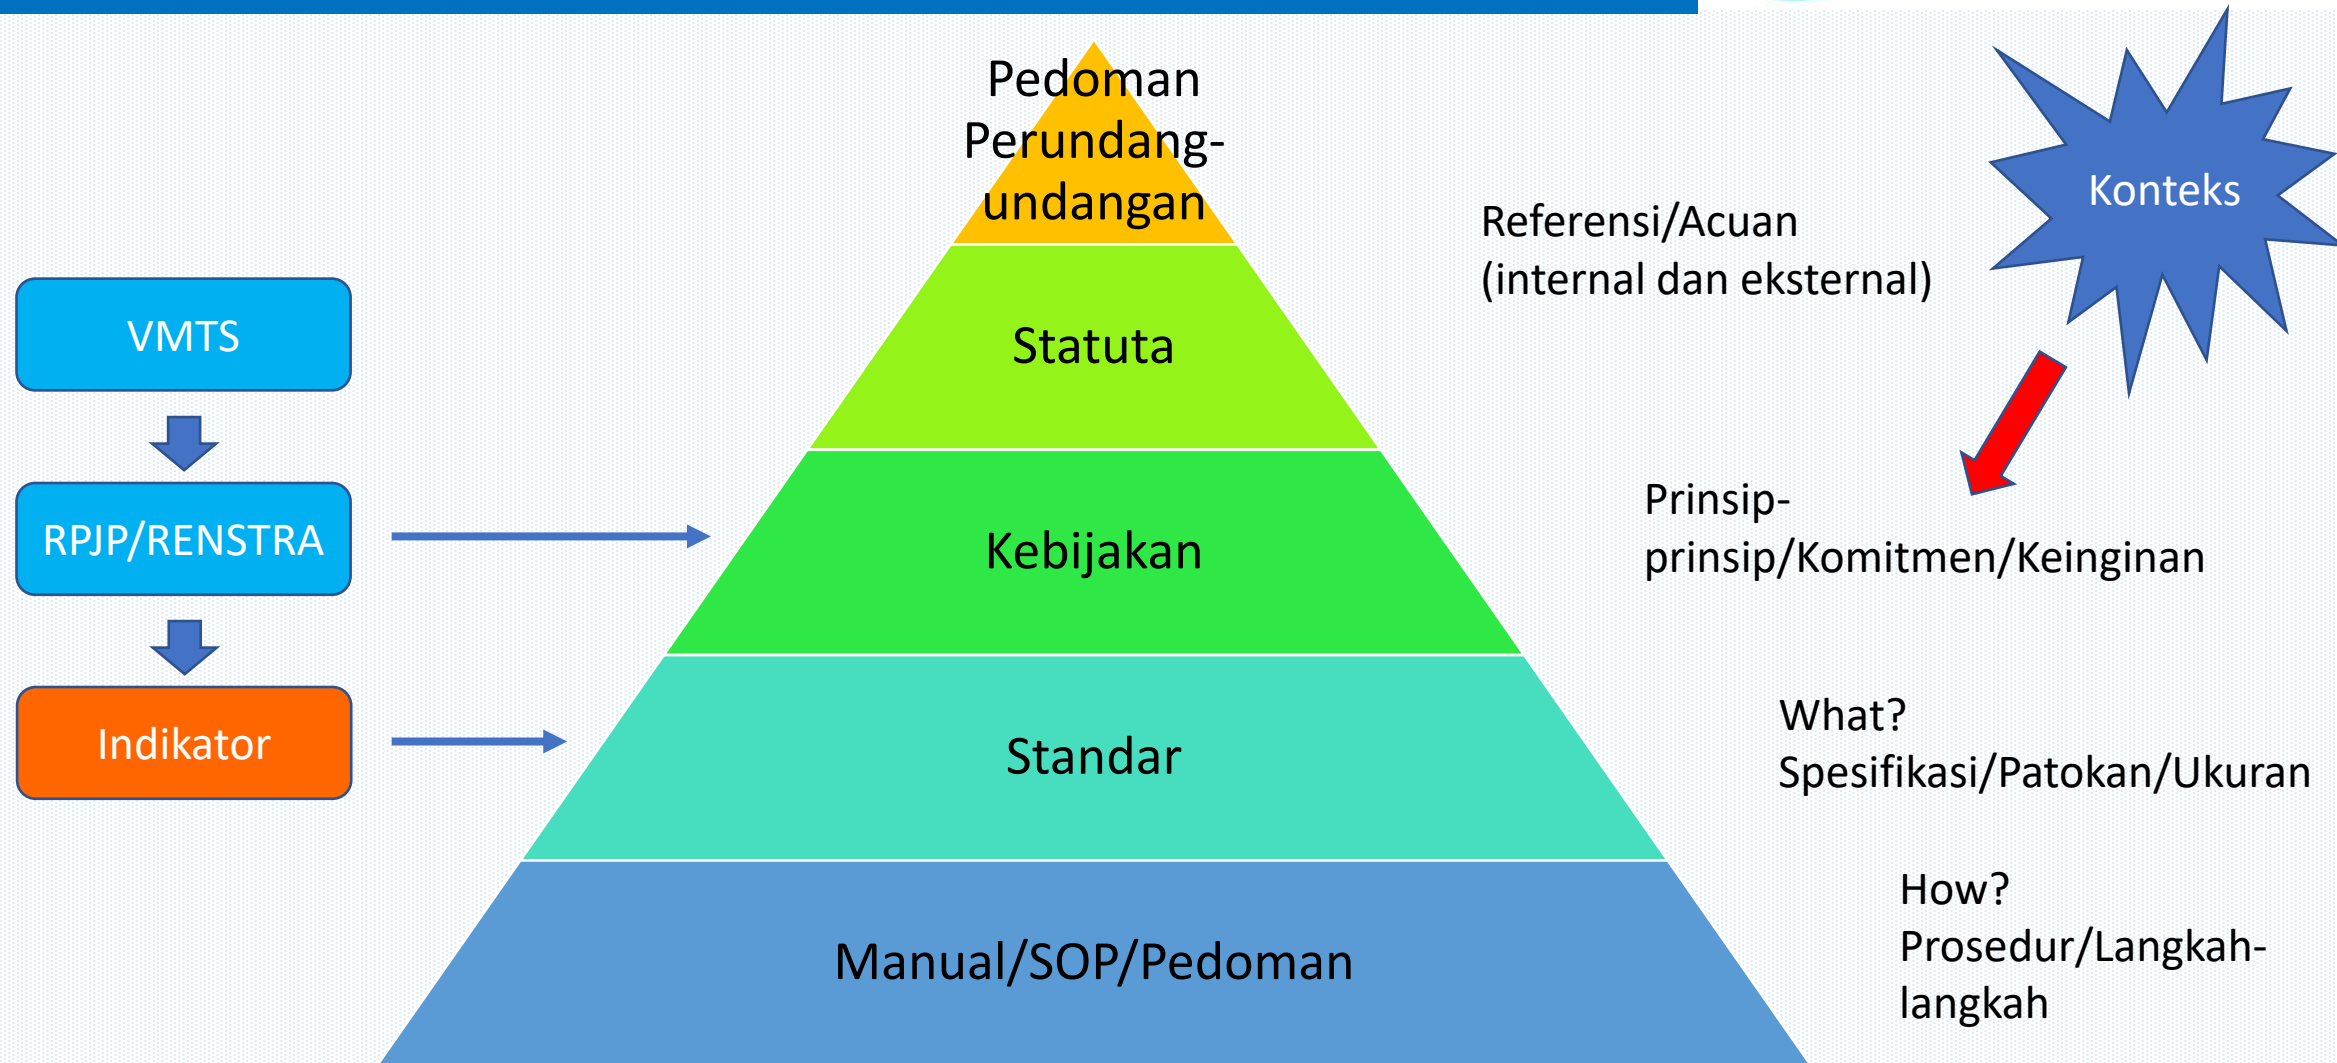 Pedoman
Perundang-
undangan
Statuta
Kebijakan
Standar
Manual/SOP/Pedoman
VMTS
RPJP/RENSTRA
Indikator
Konteks
Referensi/Acuan
(internal dan eksternal)
Prinsip-
prinsip/Komitmen/Keinginan
What?
Spesifikasi/Patokan/Ukuran
How?
Prosedur/Langkah-
langkah